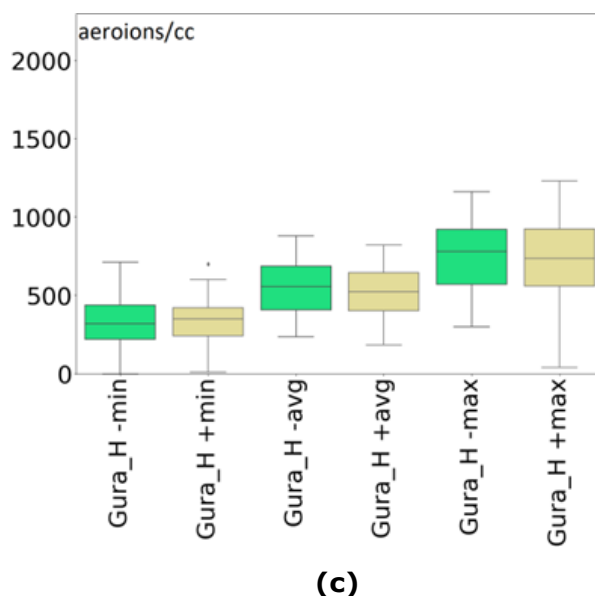 aeroions/cc
2000
1500
1000
500
0
Gura_H -min
Gura_H +min
Gura_H -avg
Gura_H +avg
Gura_H -max
Gura_H +max
(c)